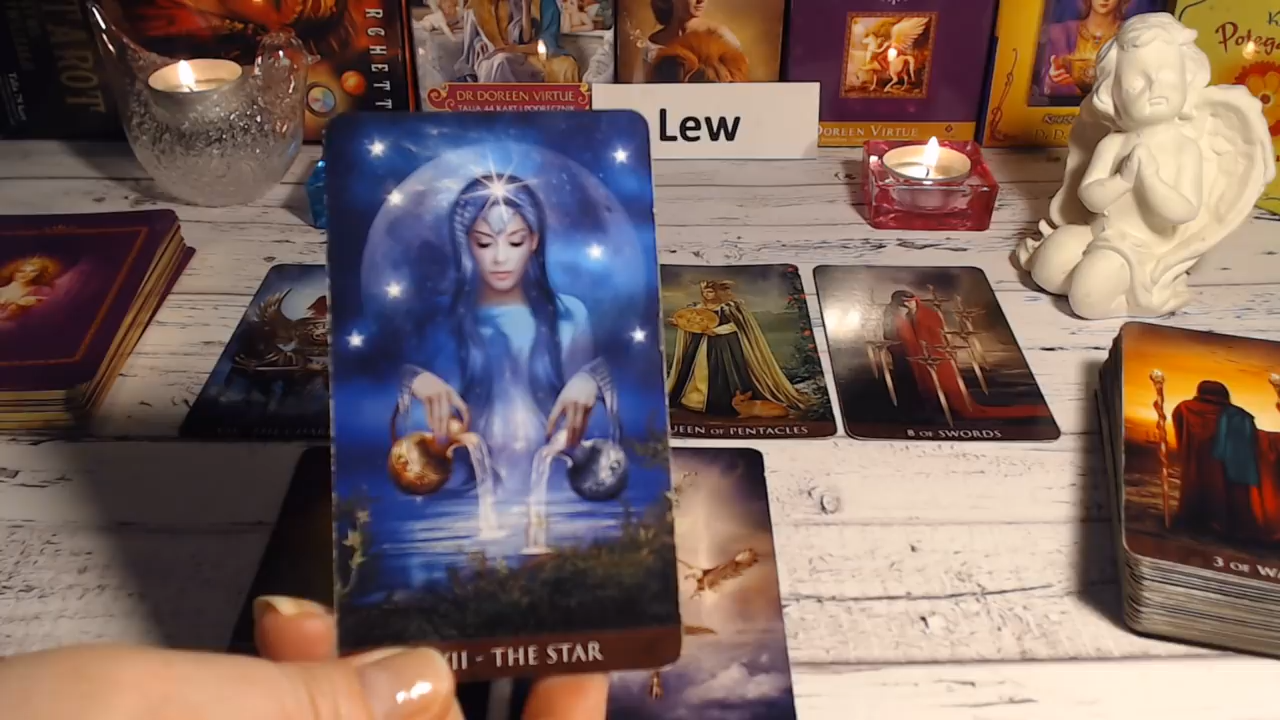 TAROT
RCHETT
DR DOREEN VIRTUE
TALIA 44 KART I PODRĘCZNIK
Lew
DOREEN VIRTUE
QUEEN OF PENTACLES
8 OF SWORDS
3 OF WA
XII - THE STAR